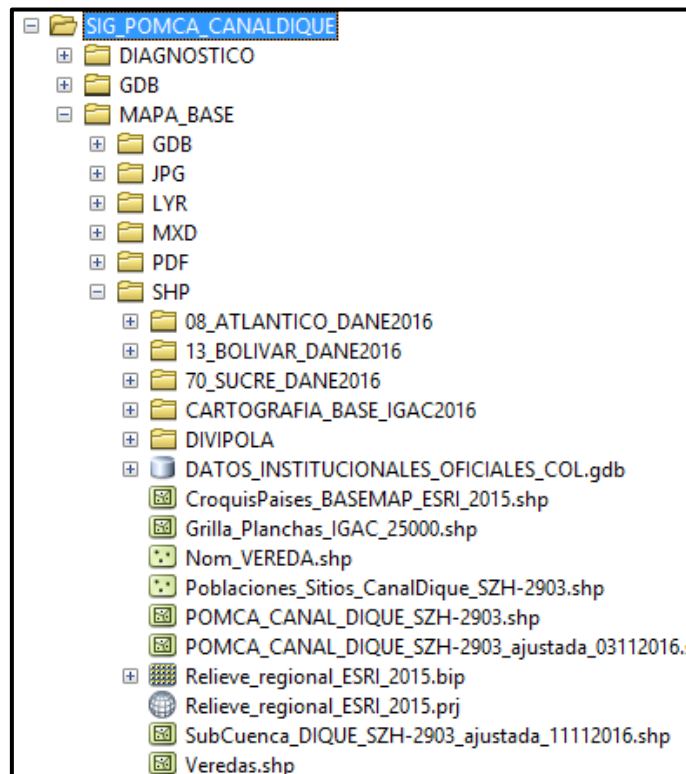 SIG_POMCA_CANALDIQUE
DIAGNOSTICO
GDB
MAPA_BASE
GDB
JPG
LYR
MXD
PDF
SHP
08_ATLANTICO_DANE2016
13_BOLIVAR_DANE2016
70_SUCRE_DANE2016
CARTOGRAFIA_BASE_IGAC2016
DIVIPOLA
DATOS_INSTITUCIONALES_OFICIALES_COL.gdb
CroquisPaises_BASEMAP_ESRI_2015.shp
Grilla_Planchas_IGAC_25000.shp
Nom_VEREDA.shp
Poblaciones_Sitios_CanalDique_SZH-2903.shp
POMCA_CANAL_DIQUE_SZH-2903.shp
POMCA_CANAL_DIQUE_SZH-2903_ajustada_03112016.s
Relieve_regional_ESRI_2015.bip
Relieve_regional_ESRI_2015.prj
SubCuenca_DIQUE_SZH-2903_ajustada_11112016.shp
Veredas.shp